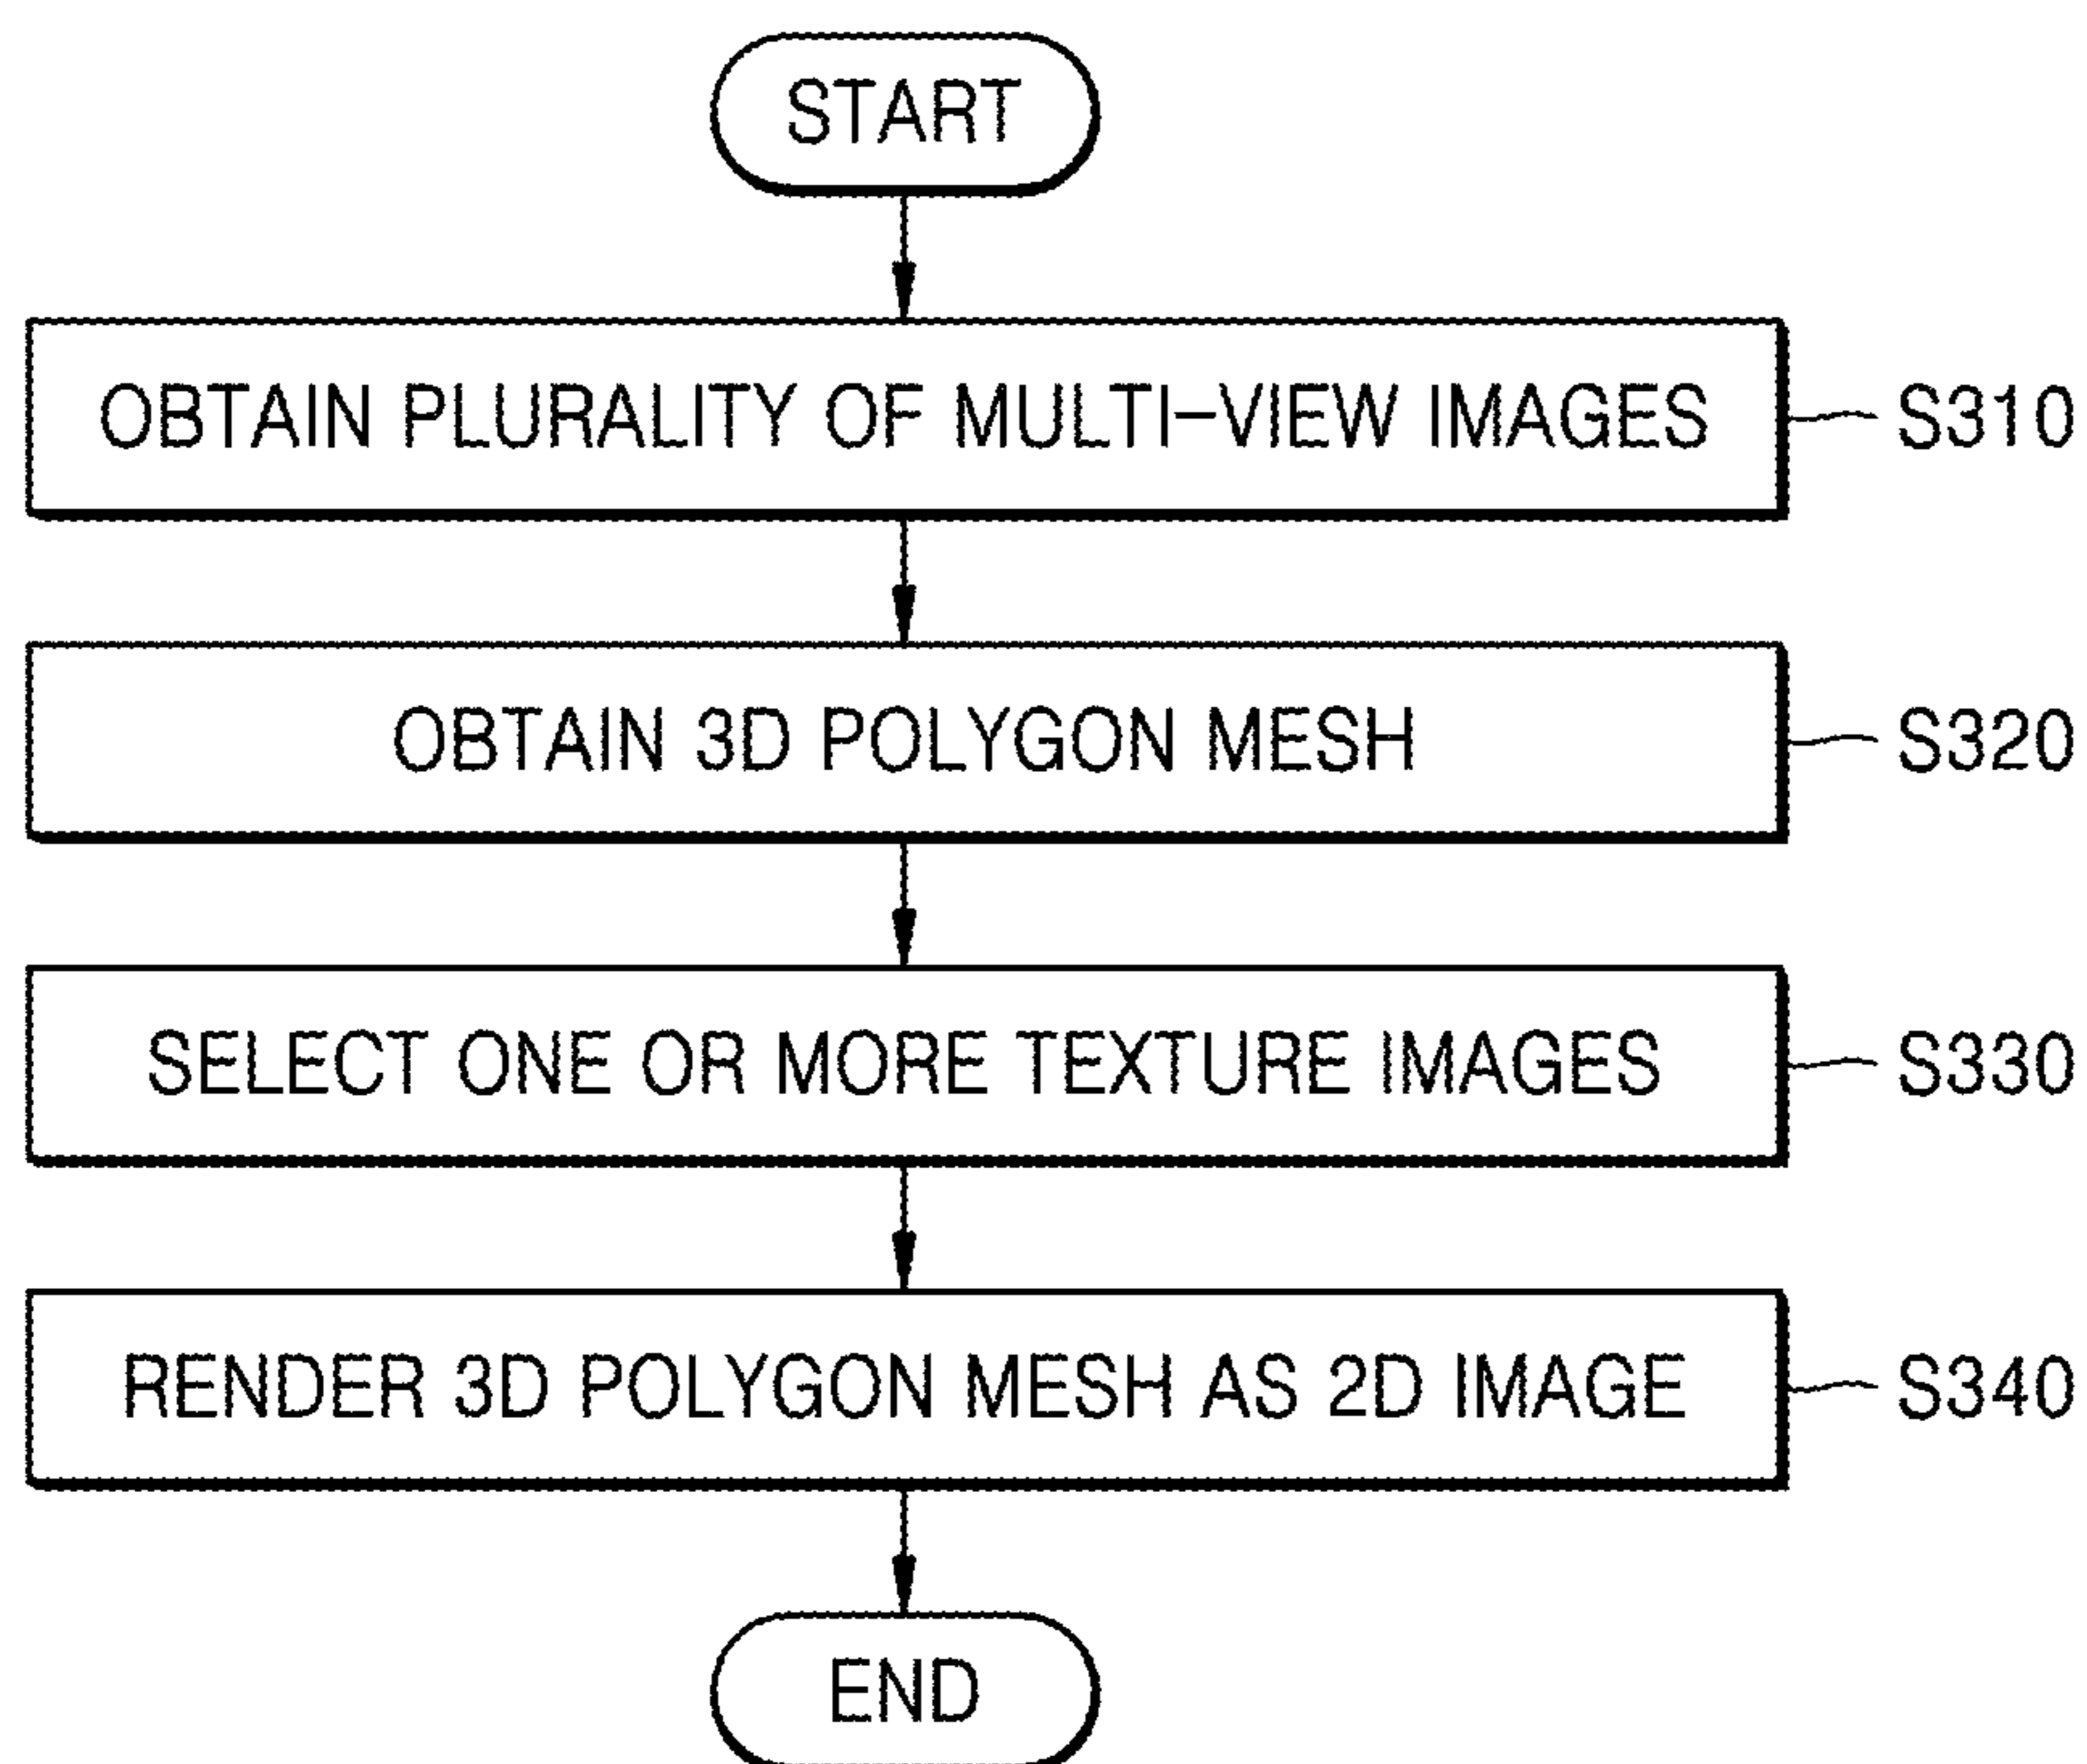 START
OBTAIN PLURALITY OF MULTI-VIEW IMAGES
S310
OBTAIN 3D POLYGON MESH
S320
SELECT ONE OR MORE TEXTURE IMAGES
S330
RENDER 3D POLYGON MESH AS 2D IMAGE
S340
END